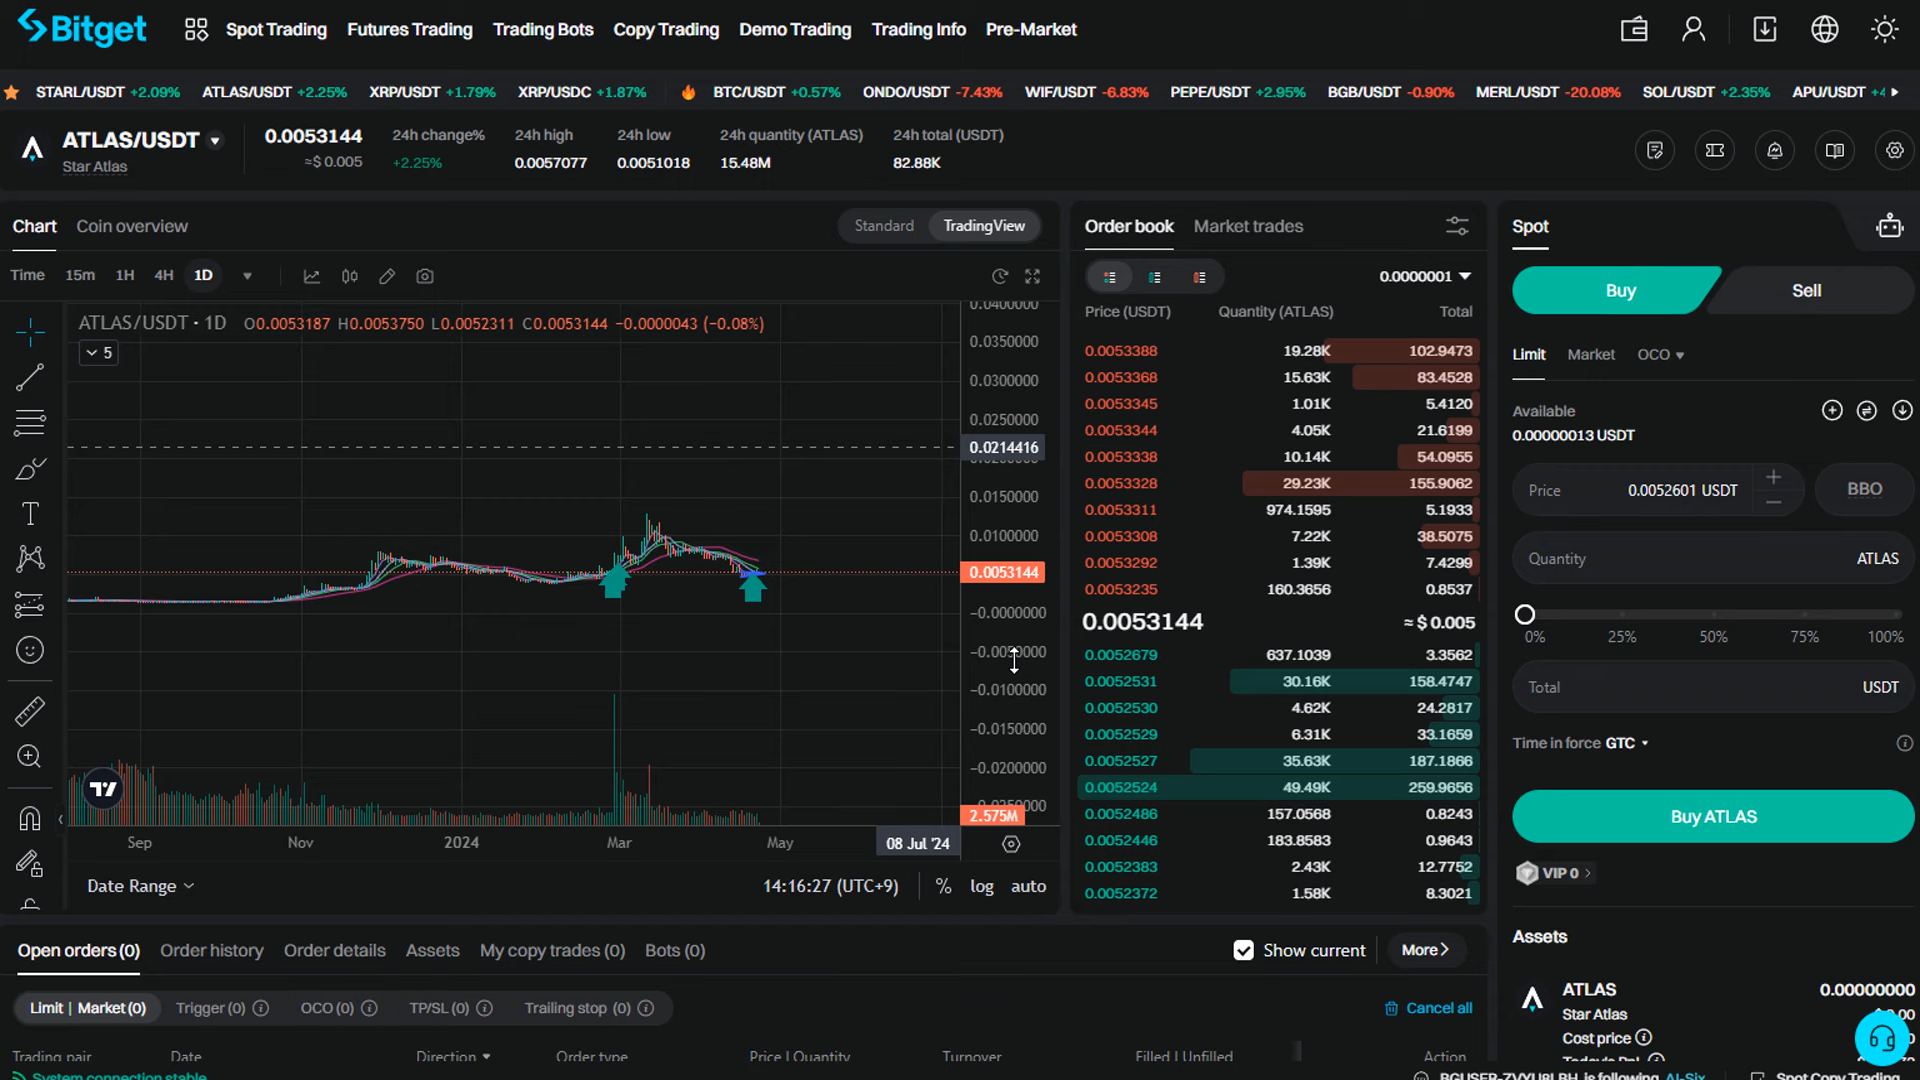 Bitget Spot Trading Futures Trading Trading Bots Copy Trading Demo Trading Trading Info Pre-Market
STARL/USDT +2.09% ATLAS/USDT +2.25% XRP/USDT +1.79% XRP/USDC +1.87% BTC/USDT +0.57% ONDO/USDT -7.43% WIF/USDT -6.83% PEPE/USDT +2.95% BGB/USDT -0.90% MERL/USDT -20.08% SOL/USDT +2.35% APU/USDT
ATLAS/USDT
Star Atlas
0.0053144
≈$ 0.005
24h change%
+2.25%
24h high
0.0057077
24h low
0.0051018
24h quantity (ATLAS)
15.48M
24h total (USDT)
82.88K
Chart Coin overview Standard TradingView
Time 15m 1H 4H 1D
ATLAS/USDT · 1D O0.0053187 H0.0053750 L0.0052311 C0.0053144 −0.0000043 (−0.08%)
5
0.0400000
0.0350000
0.0300000
0.0250000
0.0214416
0.0150000
0.0100000
0.0053144
−0.0000000
−0.0050000
−0.0100000
−0.0150000
−0.0200000
2.575M
Sep Nov 2024 Mar May 08 Jul '24
Date Range 14:16:27 (UTC+9) % log auto
Order book Market trades
0.0000001
Price (USDT) Quantity (ATLAS) Total
0.0053388 19.28K 102.9473
0.0053368 15.63K 83.4528
0.0053345 1.01K 5.4120
0.0053344 4.05K 21.6199
0.0053338 10.14K 54.0955
0.0053328 29.23K 155.9062
0.0053311 974.1595 5.1933
0.0053308 7.22K 38.5075
0.0053292 1.39K 7.4299
0.0053235 160.3656 0.8537
0.0053144 ≈ $ 0.005
0.0052679 637.1039 3.3562
0.0052531 30.16K 158.4747
0.0052530 4.62K 24.2817
0.0052529 6.31K 33.1659
0.0052527 35.63K 187.1866
0.0052524 49.49K 259.9656
0.0052486 157.0568 0.8243
0.0052446 183.8583 0.9643
0.0052383 2.43K 12.7752
0.0052372 1.58K 8.3021
Spot
Buy Sell
Limit Market OCO
Available
0.00000013 USDT
Price 0.0052601 USDT BBO
Quantity ATLAS
0% 25% 50% 75% 100%
Total USDT
Time in force GTC
Buy ATLAS
VIP 0
Assets
ATLAS 0.00000000
Star Atlas
Cost price
Today's PnL
Open orders (0) Order history Order details Assets My copy trades (0) Bots (0) Show current More
Limit | Market(0) Trigger (0) OCO (0) TP/SL (0) Trailing stop (0) Cancel all
Trading pair Date Direction Order type Price | Quantity Turnover Filled | Unfilled Action
System connection stable BGUSER-ZVYU8LBH is following AI-Six Spot Copy Trading